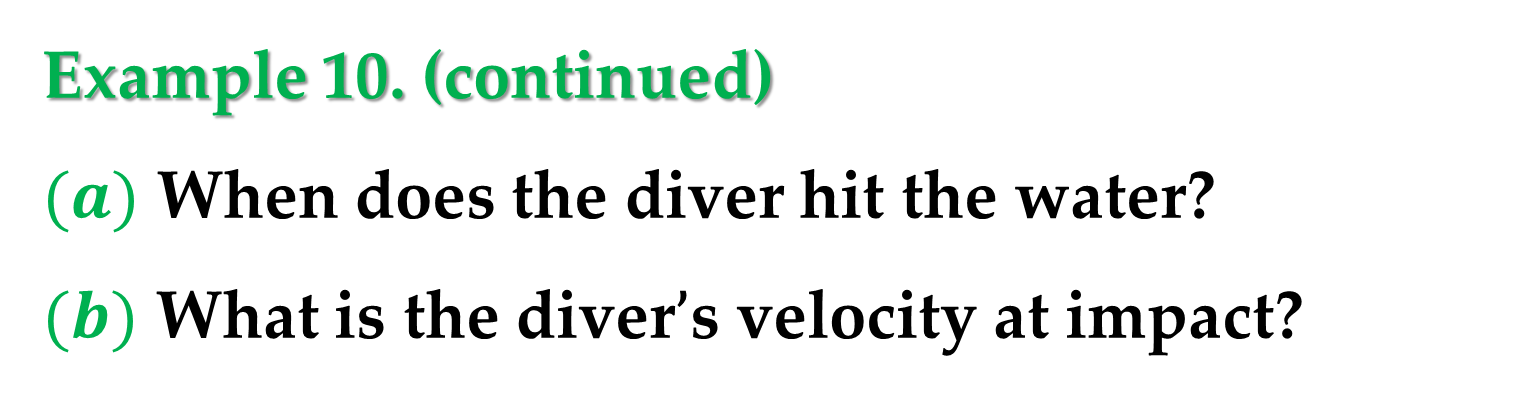 Example 10. (continued)
(a) When does the diver hit the water?
(b) What is the diver’s velocity at impact?